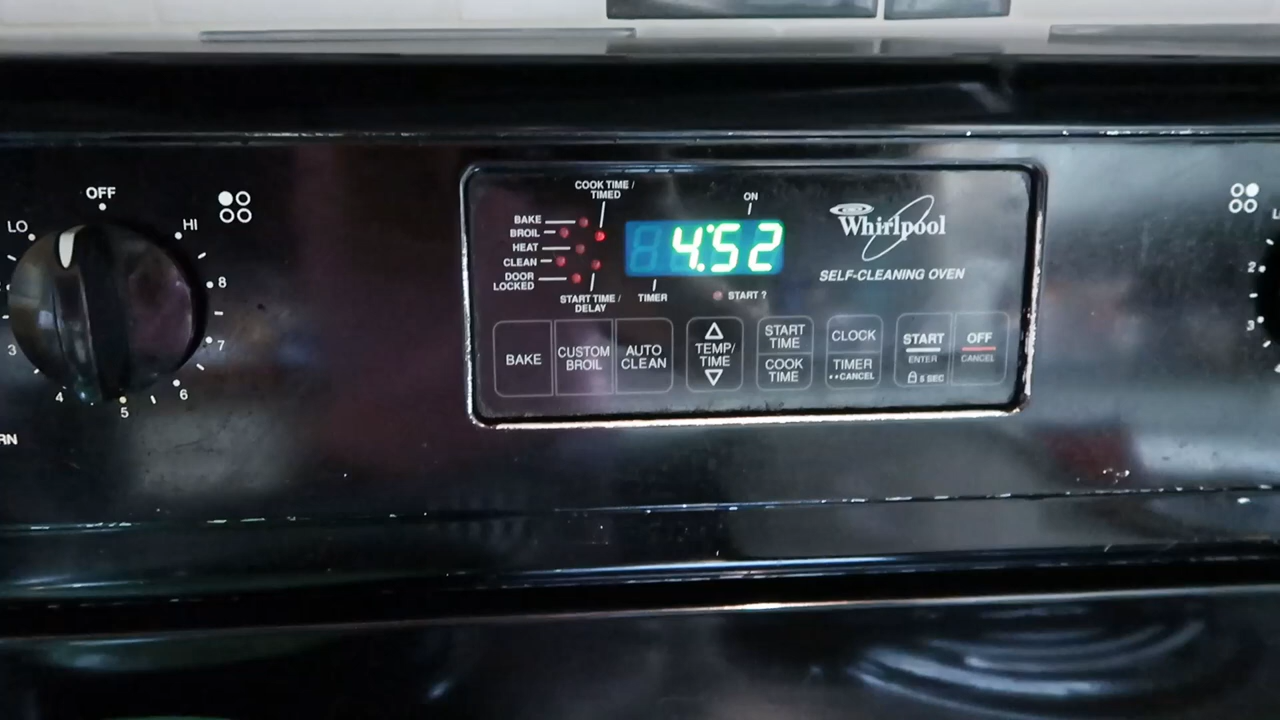 OFF
LO
HI
8
7
6
5
4
3
RN
COOK TIME /
TIMED
ON
BAKE
BROIL
HEAT
CLEAN
DOOR
LOCKED
START TIME /
DELAY
TIMER
START ?
4:52
Whirlpool
SELF-CLEANING OVEN
BAKE
CUSTOM
BROIL
AUTO
CLEAN
TEMP/
TIME
START
TIME
COOK
TIME
CLOCK
TIMER
••CANCEL
START
ENTER
5 SEC
OFF
CANCEL
2
3